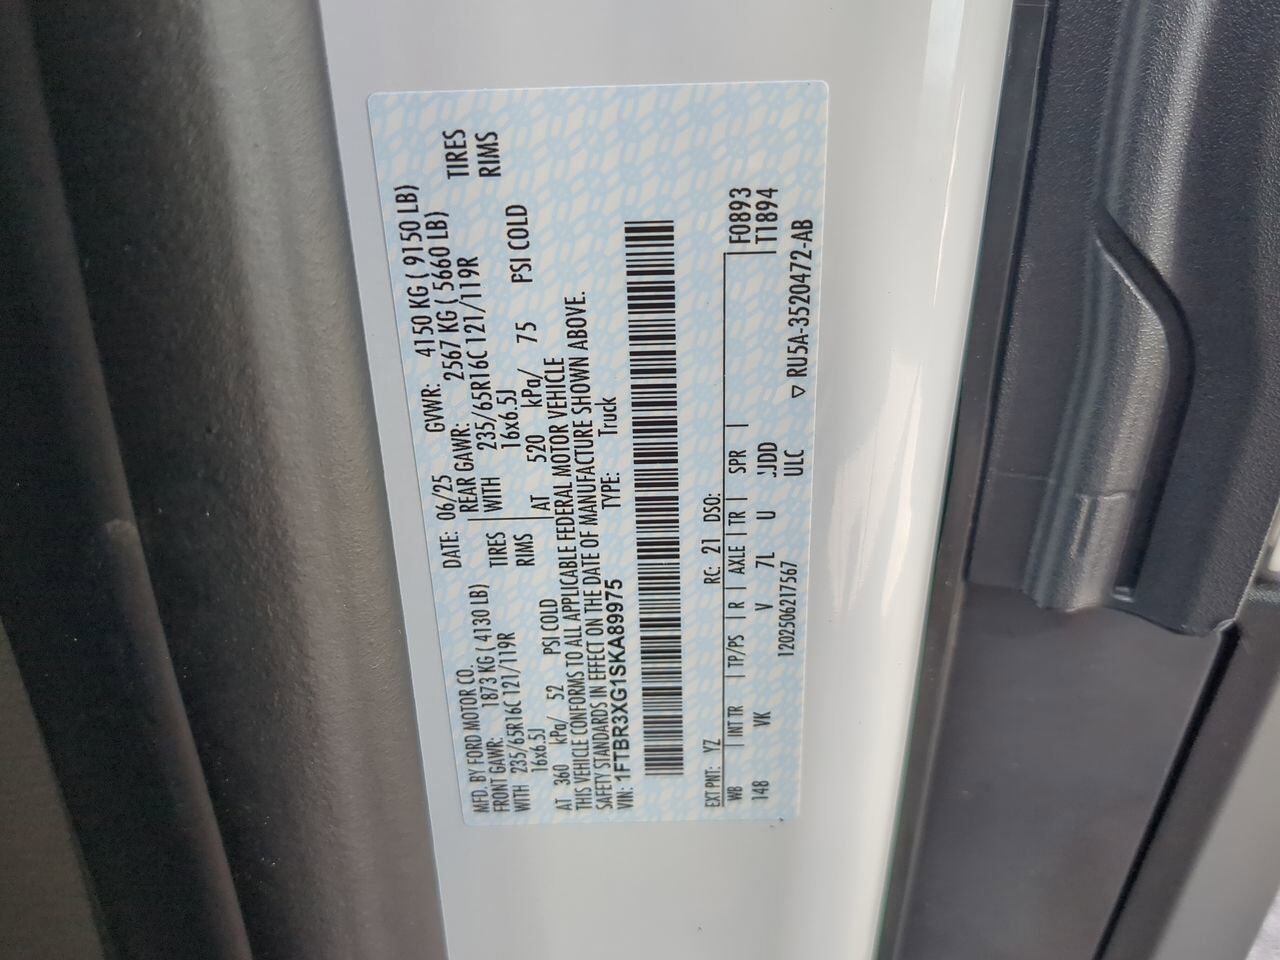 MFD. BY FORD MOTOR CO. DATE: 06/25 GVWR: 4150 KG ( 9150 LB)
FRONT GAWR: 1873 KG ( 4130 LB) REAR GAWR: 2567 KG ( 5660 LB)
WITH 235/65R16C 121/119R TIRES WITH 235/65R16C 121/119R TIRES
16x6.5J RIMS 16x6.5J RIMS
AT 360 kPa/ 52 PSI COLD AT 520 kPa/ 75 PSI COLD
THIS VEHICLE CONFORMS TO ALL APPLICABLE FEDERAL MOTOR VEHICLE
SAFETY STANDARDS IN EFFECT ON THE DATE OF MANUFACTURE SHOWN ABOVE.
VIN: 1FTBR3XG1SKA89975 TYPE: Truck
EXT PNT: YZ RC: 21 DSO: F0893
WB INT TR TP/PS R AXLE TR SPR T1894
148 VK V 7L U JJDD
1202506217567 ULC RU5A-3520472-AB